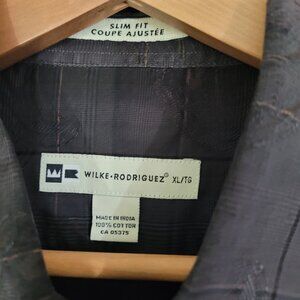 SLIM FIT
COUPE AJUSTÉE
WILKE-RODRIGUEZ® XL/TG
MADE IN INDIA
100% COTTON
CA 05375